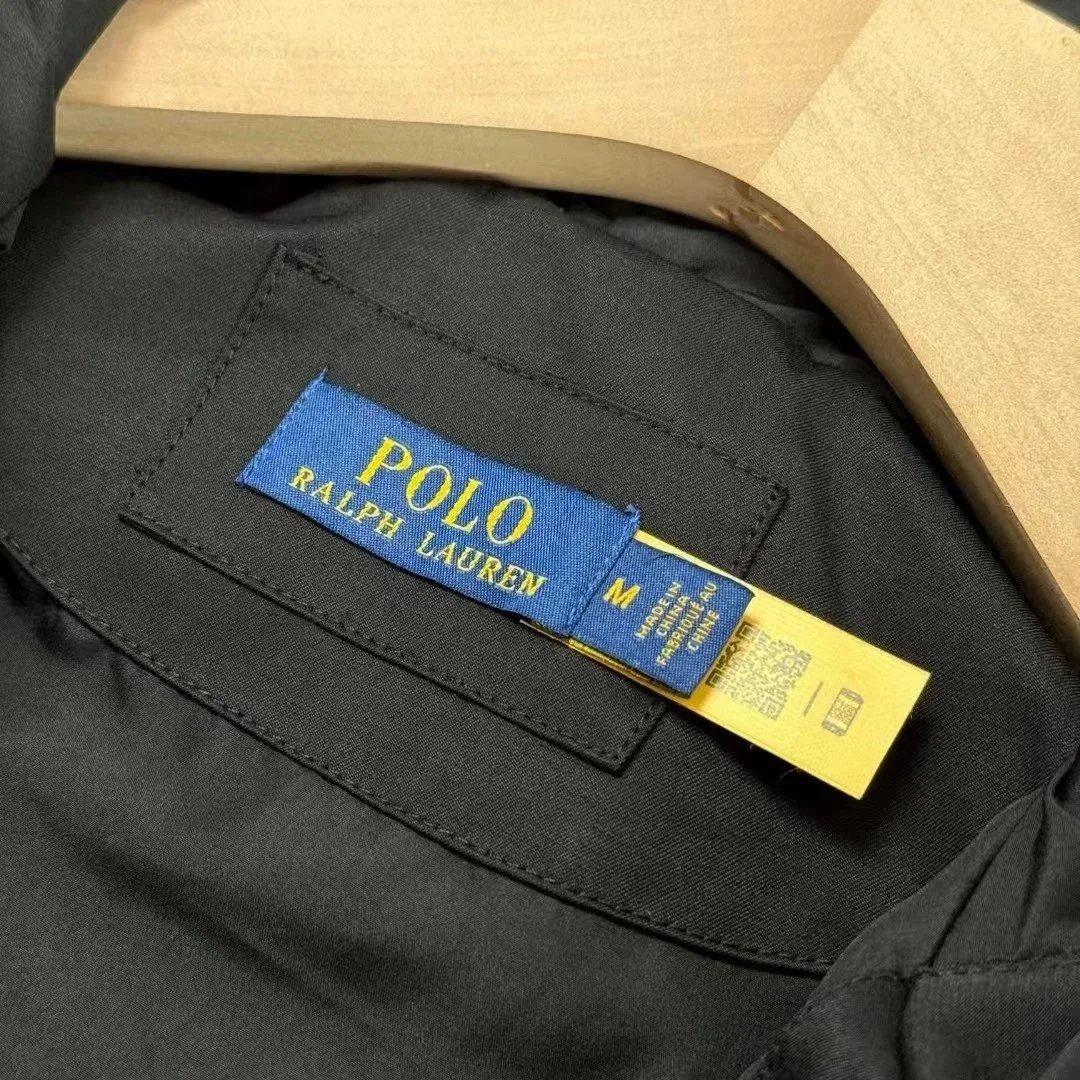 POLO
RALPH LAUREN
M
MADE IN
CHINA
FABRIQUÉ AU
CHINE